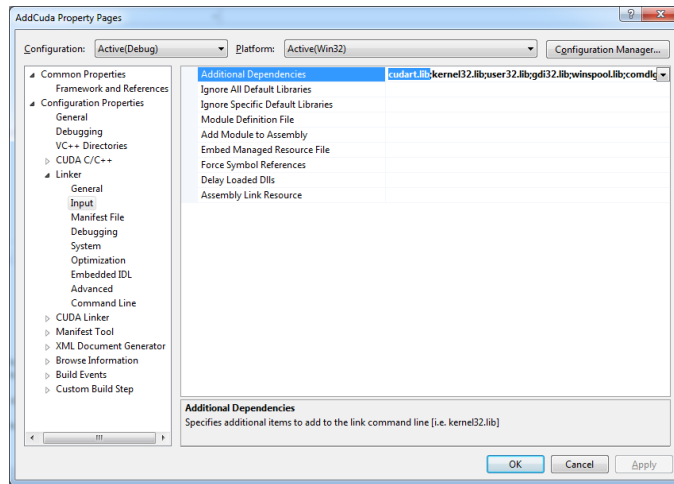 AddCuda Property Pages
Configuration: Active(Debug) Platform: Active(Win32) Configuration Manager...
Common Properties
Framework and References
Configuration Properties
General
Debugging
VC++ Directories
CUDA C/C++
Linker
General
Input
Manifest File
Debugging
System
Optimization
Embedded IDL
Advanced
Command Line
CUDA Linker
Manifest Tool
XML Document Generator
Browse Information
Build Events
Custom Build Step
Additional Dependencies cudart.lib;kernel32.lib;user32.lib;gdi32.lib;winspool.lib;comdlg
Ignore All Default Libraries
Ignore Specific Default Libraries
Module Definition File
Add Module to Assembly
Embed Managed Resource File
Force Symbol References
Delay Loaded Dlls
Assembly Link Resource
Additional Dependencies
Specifies additional items to add to the link command line [i.e. kernel32.lib]
OK Cancel Apply